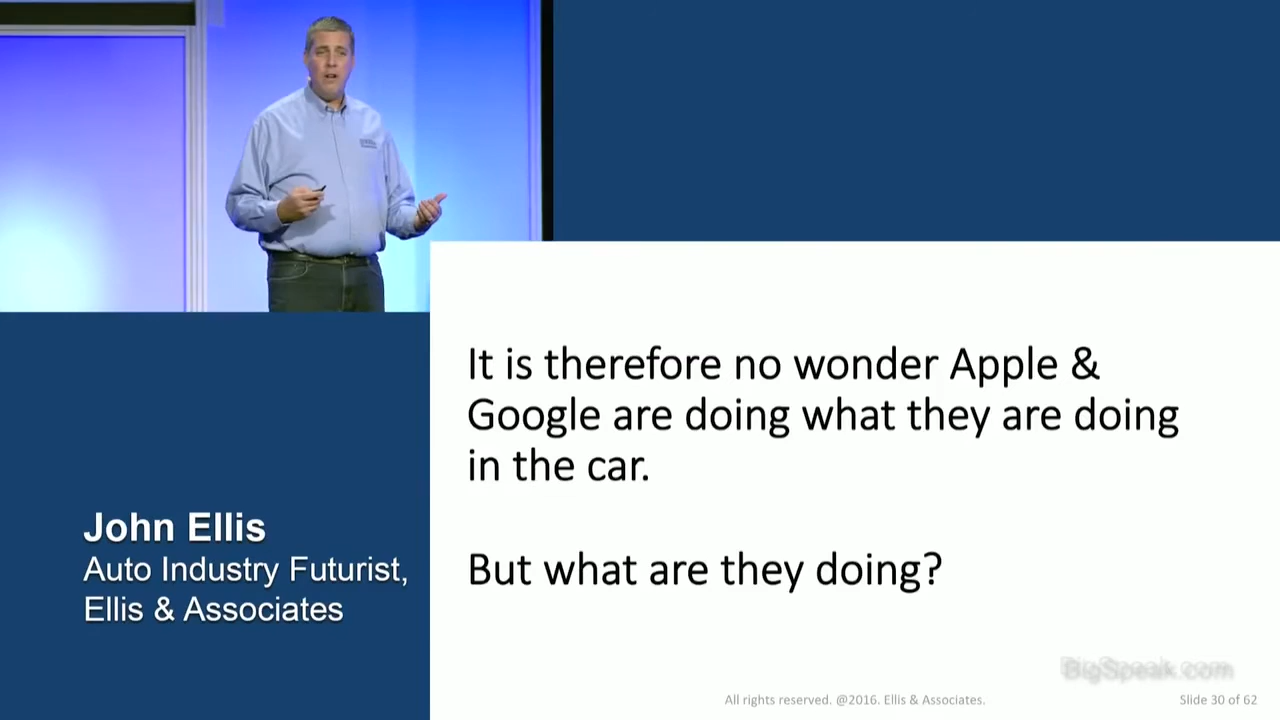 It is therefore no wonder Apple &
Google are doing what they are doing
in the car.
But what are they doing?
John Ellis
Auto Industry Futurist,
Ellis & Associates
BigSpeak.com
All rights reserved. @2016. Ellis & Associates.
Slide 30 of 62